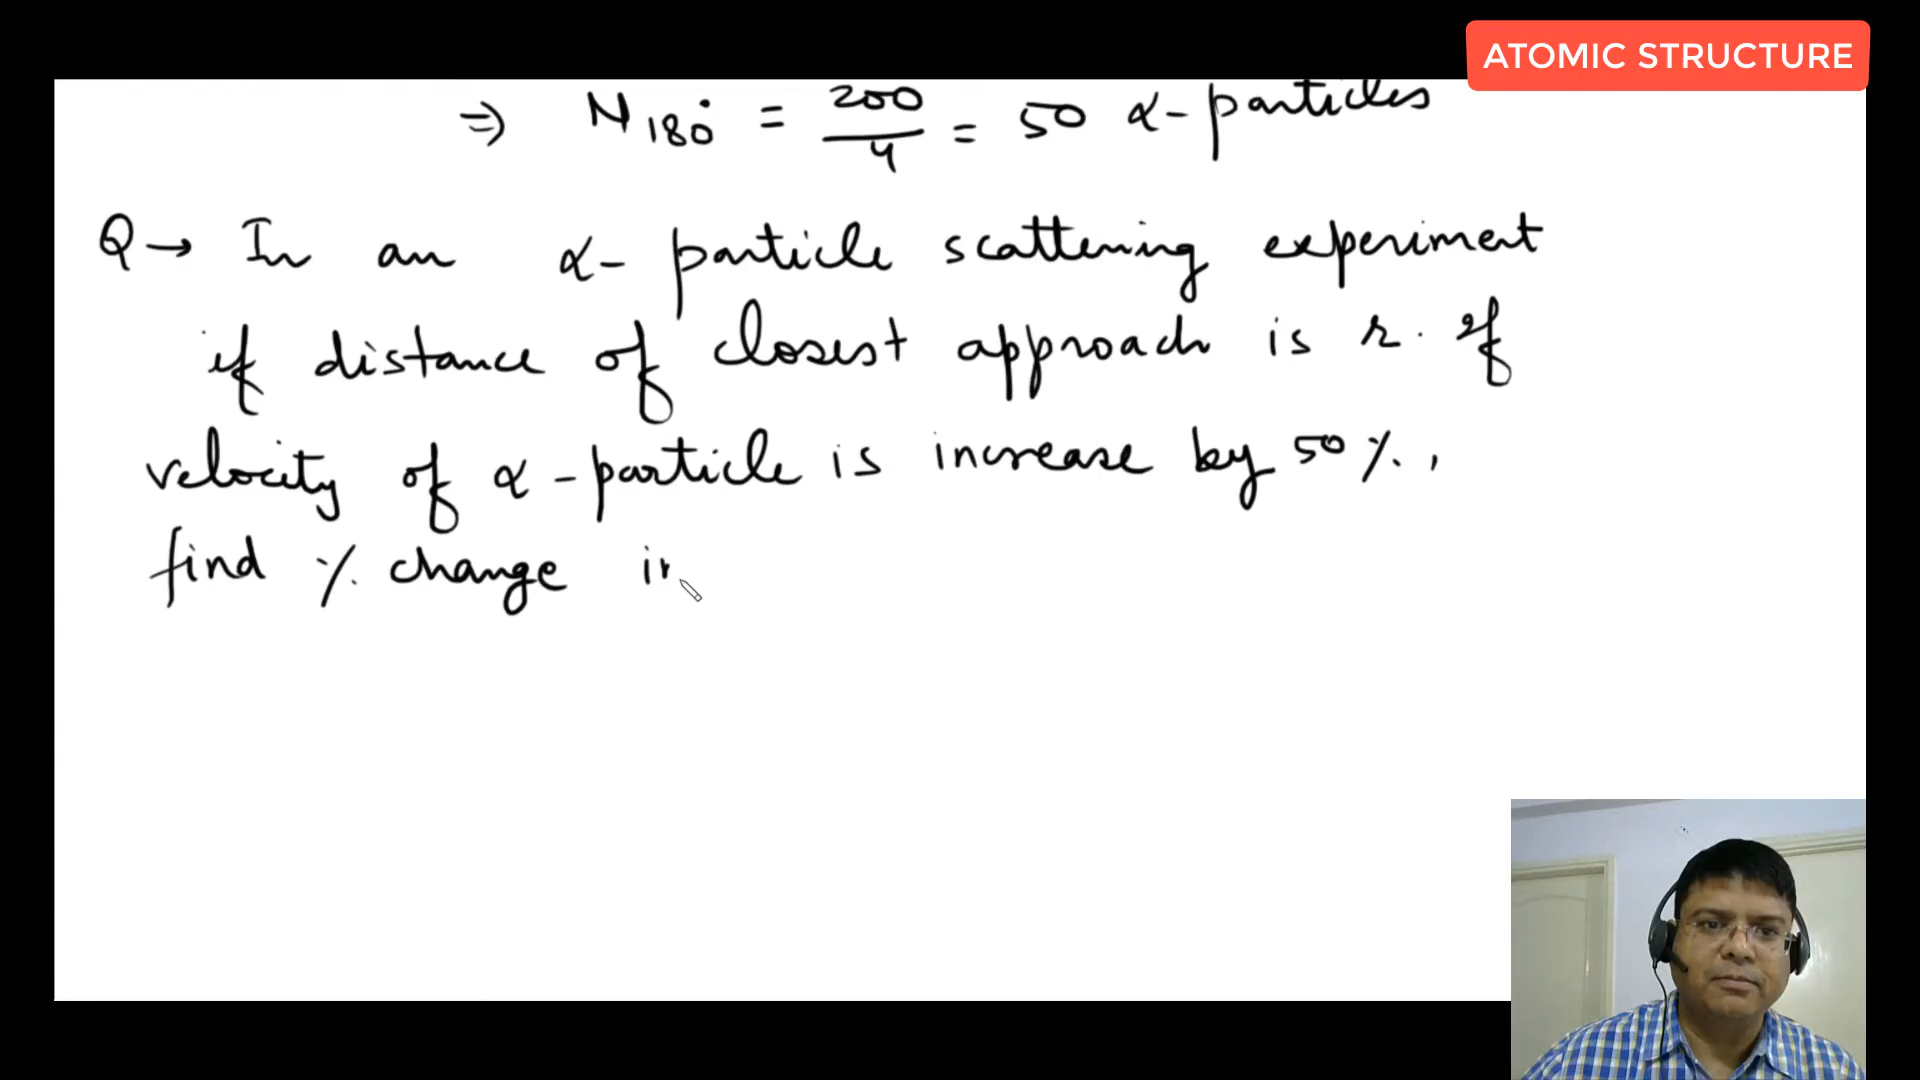 ATOMIC STRUCTURE
⇒ N180° = 200/4 = 50 α-particles
Q → In an α-particle scattering experiment
if distance of closest approach is r. If
velocity of α-particle is increase by 50%,
find % change in